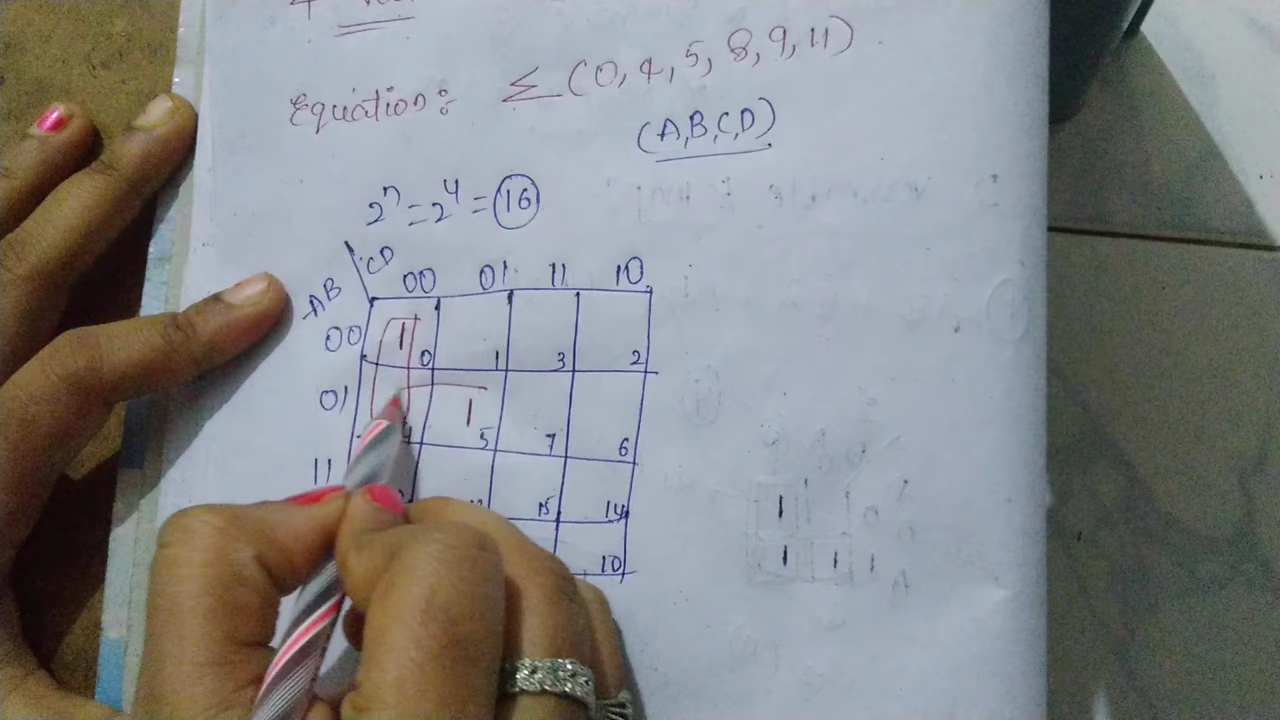 Equation:- Σ(0,4,5,8,9,11)
(A,B,C,D)
2ⁿ=2⁴=16
AB CD 00 01 11 10
00 1 0 1 3 2
01 4 1 5 7 6
11 15 14
10